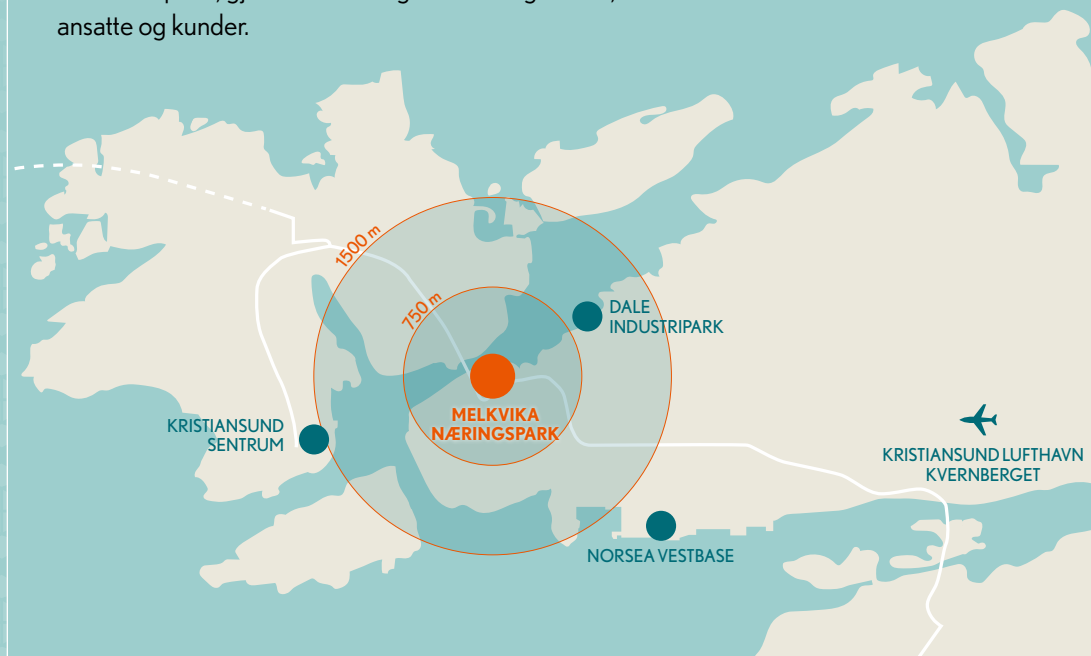 ansatte og kunder.
1500 m
750 m
DALE
INDUSTRIPARK
MELKVIKA
NÆRINGSPARK
KRISTIANSUND
SENTRUM
KRISTIANSUND LUFTHAVN
KVERNBERGET
NORSEA VESTBASE